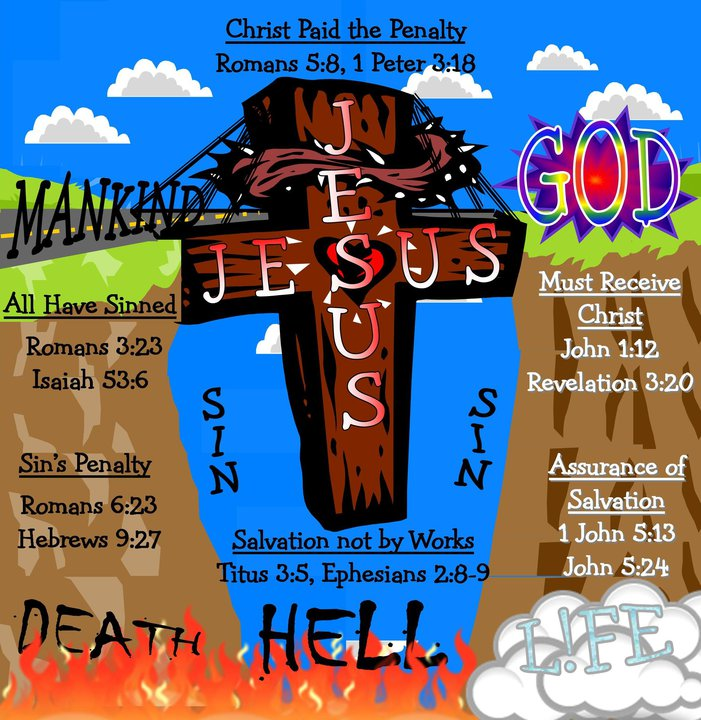 Christ Paid the Penalty
Romans 5:8, 1 Peter 3:18
MANKIND
GOD
JESUS
JESUS
All Have Sinned
Romans 3:23
Isaiah 53:6
Must Receive
Christ
John 1:12
Revelation 3:20
SIN
SIN
Sin's Penalty
Romans 6:23
Hebrews 9:27
Assurance of
Salvation
1 John 5:13
John 5:24
Salvation not by Works
Titus 3:5, Ephesians 2:8-9
DEATH
HELL
L!FE